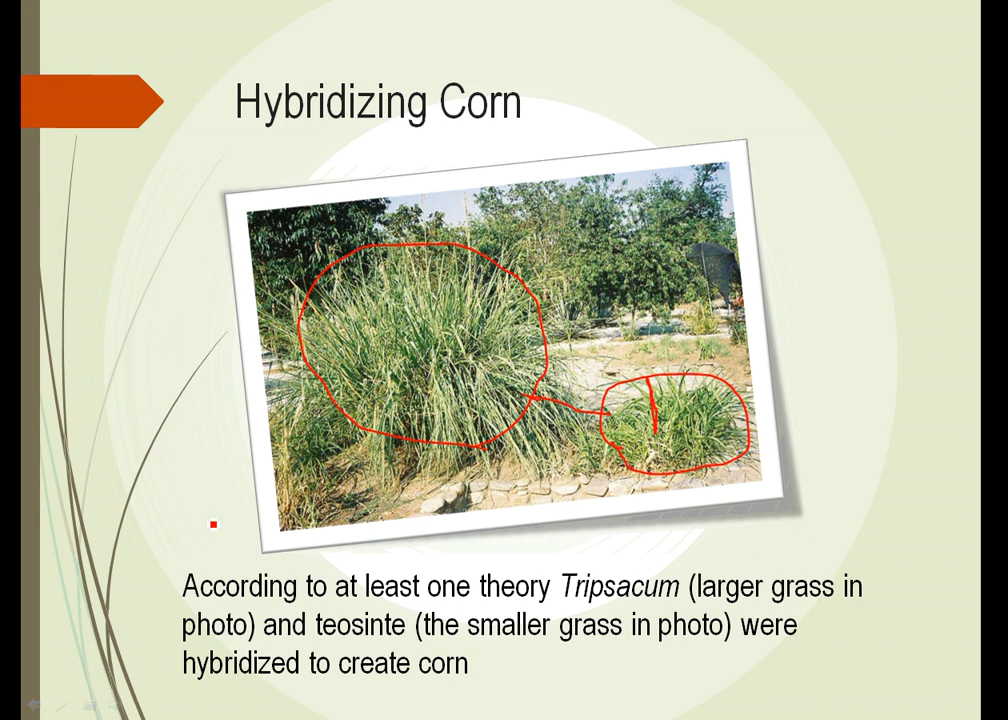 Hybridizing Corn
According to at least one theory Tripsacum (larger grass in
photo) and teosinte (the smaller grass in photo) were
hybridized to create corn